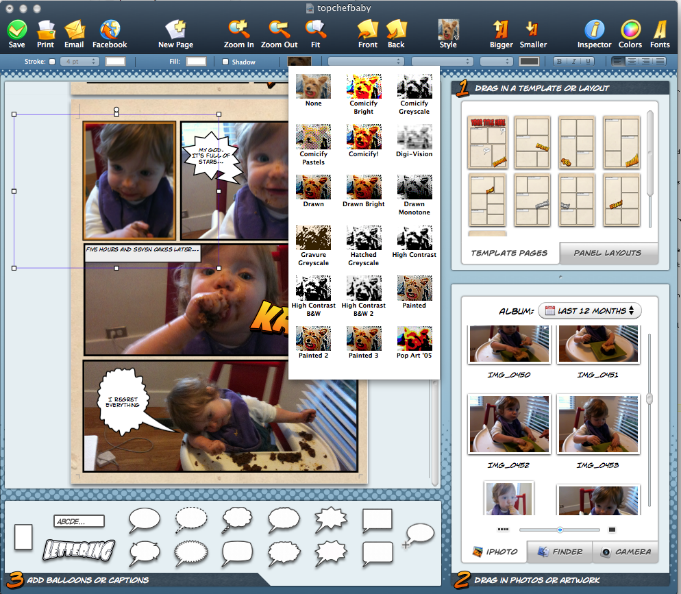 topchefbaby
Save Print Email Facebook New Page Zoom In Zoom Out Fit Front Back Style Bigger Smaller Inspector Colors Fonts
Stroke: 4 pt Fill: Shadow B I U
None
Comicify Bright
Comicify Greyscale
Comicify Pastels
Comicify!
Digi-Vision
Drawn
Drawn Bright
Drawn Monotone
Gravure Greyscale
Hatched Greyscale
High Contrast
High Contrast B&W
High Contrast B&W 2
Painted
Painted 2
Painted 3
Pop Art '05
MY GOD,
IT'S FULL OF
STARS...
FIVE HOURS AND SEVEN CAKES LATER...
I REGRET
EVERYTHING
1 DRAG IN A TEMPLATE OR LAYOUT
TEMPLATE PAGES PANEL LAYOUTS
ALBUM: LAST 12 MONTHS
IMG_0450 IMG_0451
IMG_0452 IMG_0453
IPHOTO FINDER CAMERA
2 DRAG IN PHOTOS OR ARTWORK
ABCDE...
LETTERING
3 ADD BALLOONS OR CAPTIONS